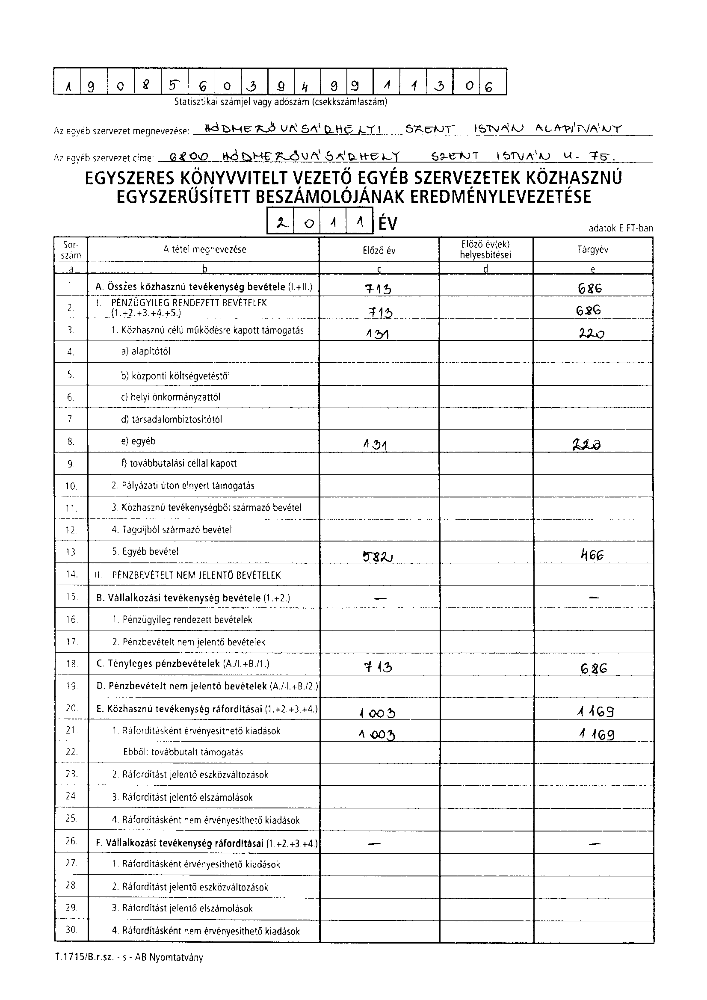 1 9 0 8 5 6 0 3 9 4 9 9 1 1 3 0 6
Statisztikai számjel vagy adószám (csekkszámlaszám)
Az egyéb szervezet megnevezése: HÓDMEZŐVÁSÁRHELYI SZENT ISTVÁN ALAPÍTVÁNY
Az egyéb szervezet címe: 6800 HÓDMEZŐVÁSÁRHELY SZENT ISTVÁN U. 75.
EGYSZERES KÖNYVVITELT VEZETŐ EGYÉB SZERVEZETEK KÖZHASZNÚ
EGYSZERŰSÍTETT BESZÁMOLÓJÁNAK EREDMÉNYLEVEZETÉSE
2 0 1 1 ÉV
adatok E FT-ban
Sor-szám A tétel megnevezése Előző év Előző év(ek) helyesbítései Tárgyév
a b c d e
1. A. Összes közhasznú tevékenység bevétele (I.+II.) 713 686
2. I. PÉNZÜGYILEG RENDEZETT BEVÉTELEK
(1.+2.+3.+4.+5.) 713 686
3. 1. Közhasznú célú működésre kapott támogatás 131 220
4. a) alapítótól
5. b) központi költségvetéstől
6. c) helyi önkormányzattól
7. d) társadalombiztosítótól
8. e) egyéb 131 220
9. f) továbbutalási céllal kapott
10. 2. Pályázati úton elnyert támogatás
11. 3. Közhasznú tevékenységből származó bevétel
12. 4. Tagdíjból származó bevétel
13. 5. Egyéb bevétel 582 466
14. II. PÉNZBEVÉTELT NEM JELENTŐ BEVÉTELEK
15. B. Vállalkozási tevékenység bevétele (1.+2.) — —
16. 1. Pénzügyileg rendezett bevételek
17. 2. Pénzbevételt nem jelentő bevételek
18. C. Tényleges pénzbevételek (A./I.+B./1.) 713 686
19. D. Pénzbevételt nem jelentő bevételek (A./II.+B./2.)
20. E. Közhasznú tevékenység ráfordításai (1.+2.+3.+4.) 1 003 1 169
21. 1. Ráfordításként érvényesíthető kiadások 1 003 1 169
22. Ebből: továbbutalt támogatás
23. 2. Ráfordítást jelentő eszközváltozások
24 3. Ráfordítást jelentő elszámolások
25. 4. Ráfordításként nem érvényesíthető kiadások
26. F. Vállalkozási tevékenység ráfordításai (1.+2.+3.+4.) — —
27. 1. Ráfordításként érvényesíthető kiadások
28. 2. Ráfordítást jelentő eszközváltozások
29. 3. Ráfordítást jelentő elszámolások
30. 4. Ráfordításként nem érvényesíthető kiadások
T.1715/B.r.sz. - s - AB Nyomtatvány